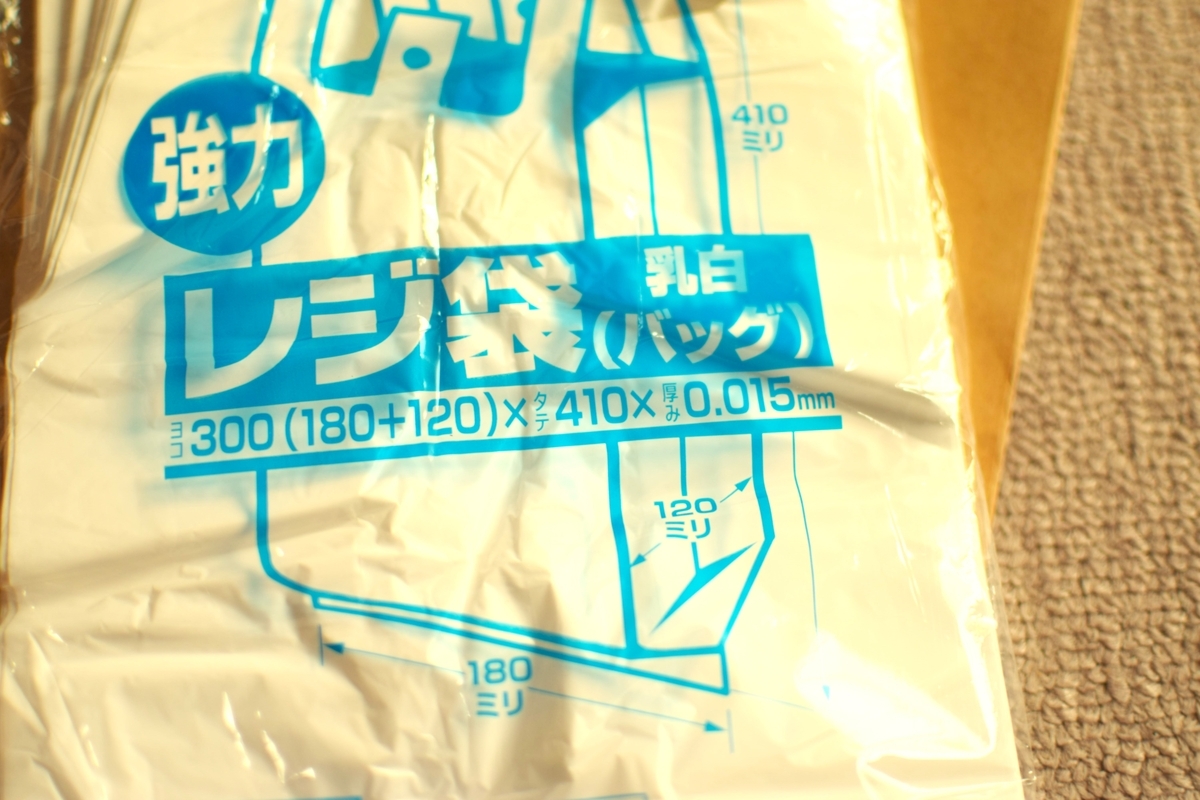 410
ミリ
強力
レジ袋
乳白
(バッグ)
ヨコ300(180+120)×タテ410×厚み0.015mm
120
ミリ
180
ミリ